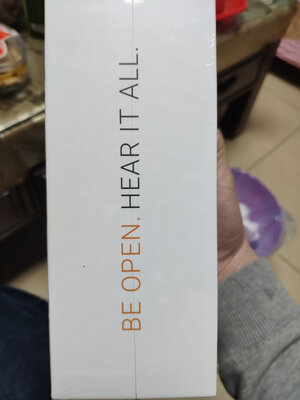 BE OPEN. HEAR IT ALL.